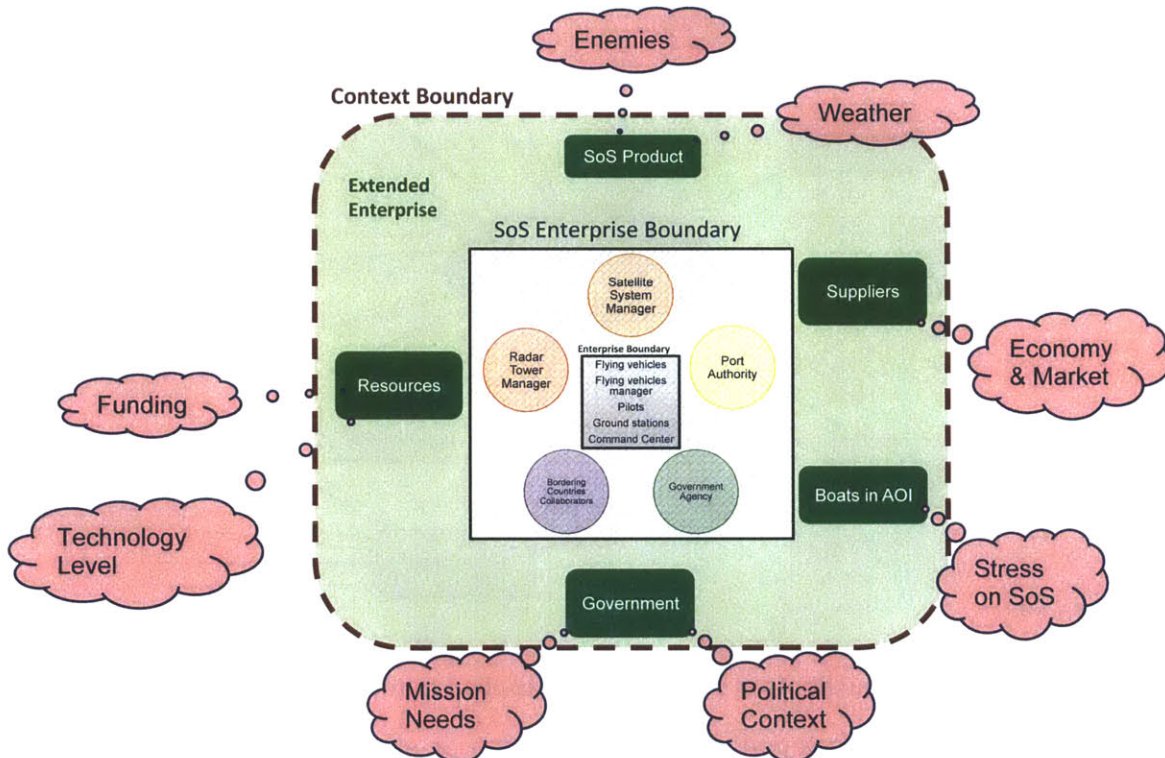 Enemies
Context Boundary
Weather
SoS Product
Extended
Enterprise
SoS Enterprise Boundary
Satellite
System
Manager
Suppliers
Radar
Tower
Manager
Enterprise Boundary
Flying vehicles
Flying vehicles
manager
Pilots
Ground stations
Command Center
Port
Authority
Economy
& Market
Resources
Funding
Bordering
Countries
Collaborators
Government
Agency
Boats in AOI
Technology
Level
Stress
on SoS
Government
Mission
Needs
Political
Context